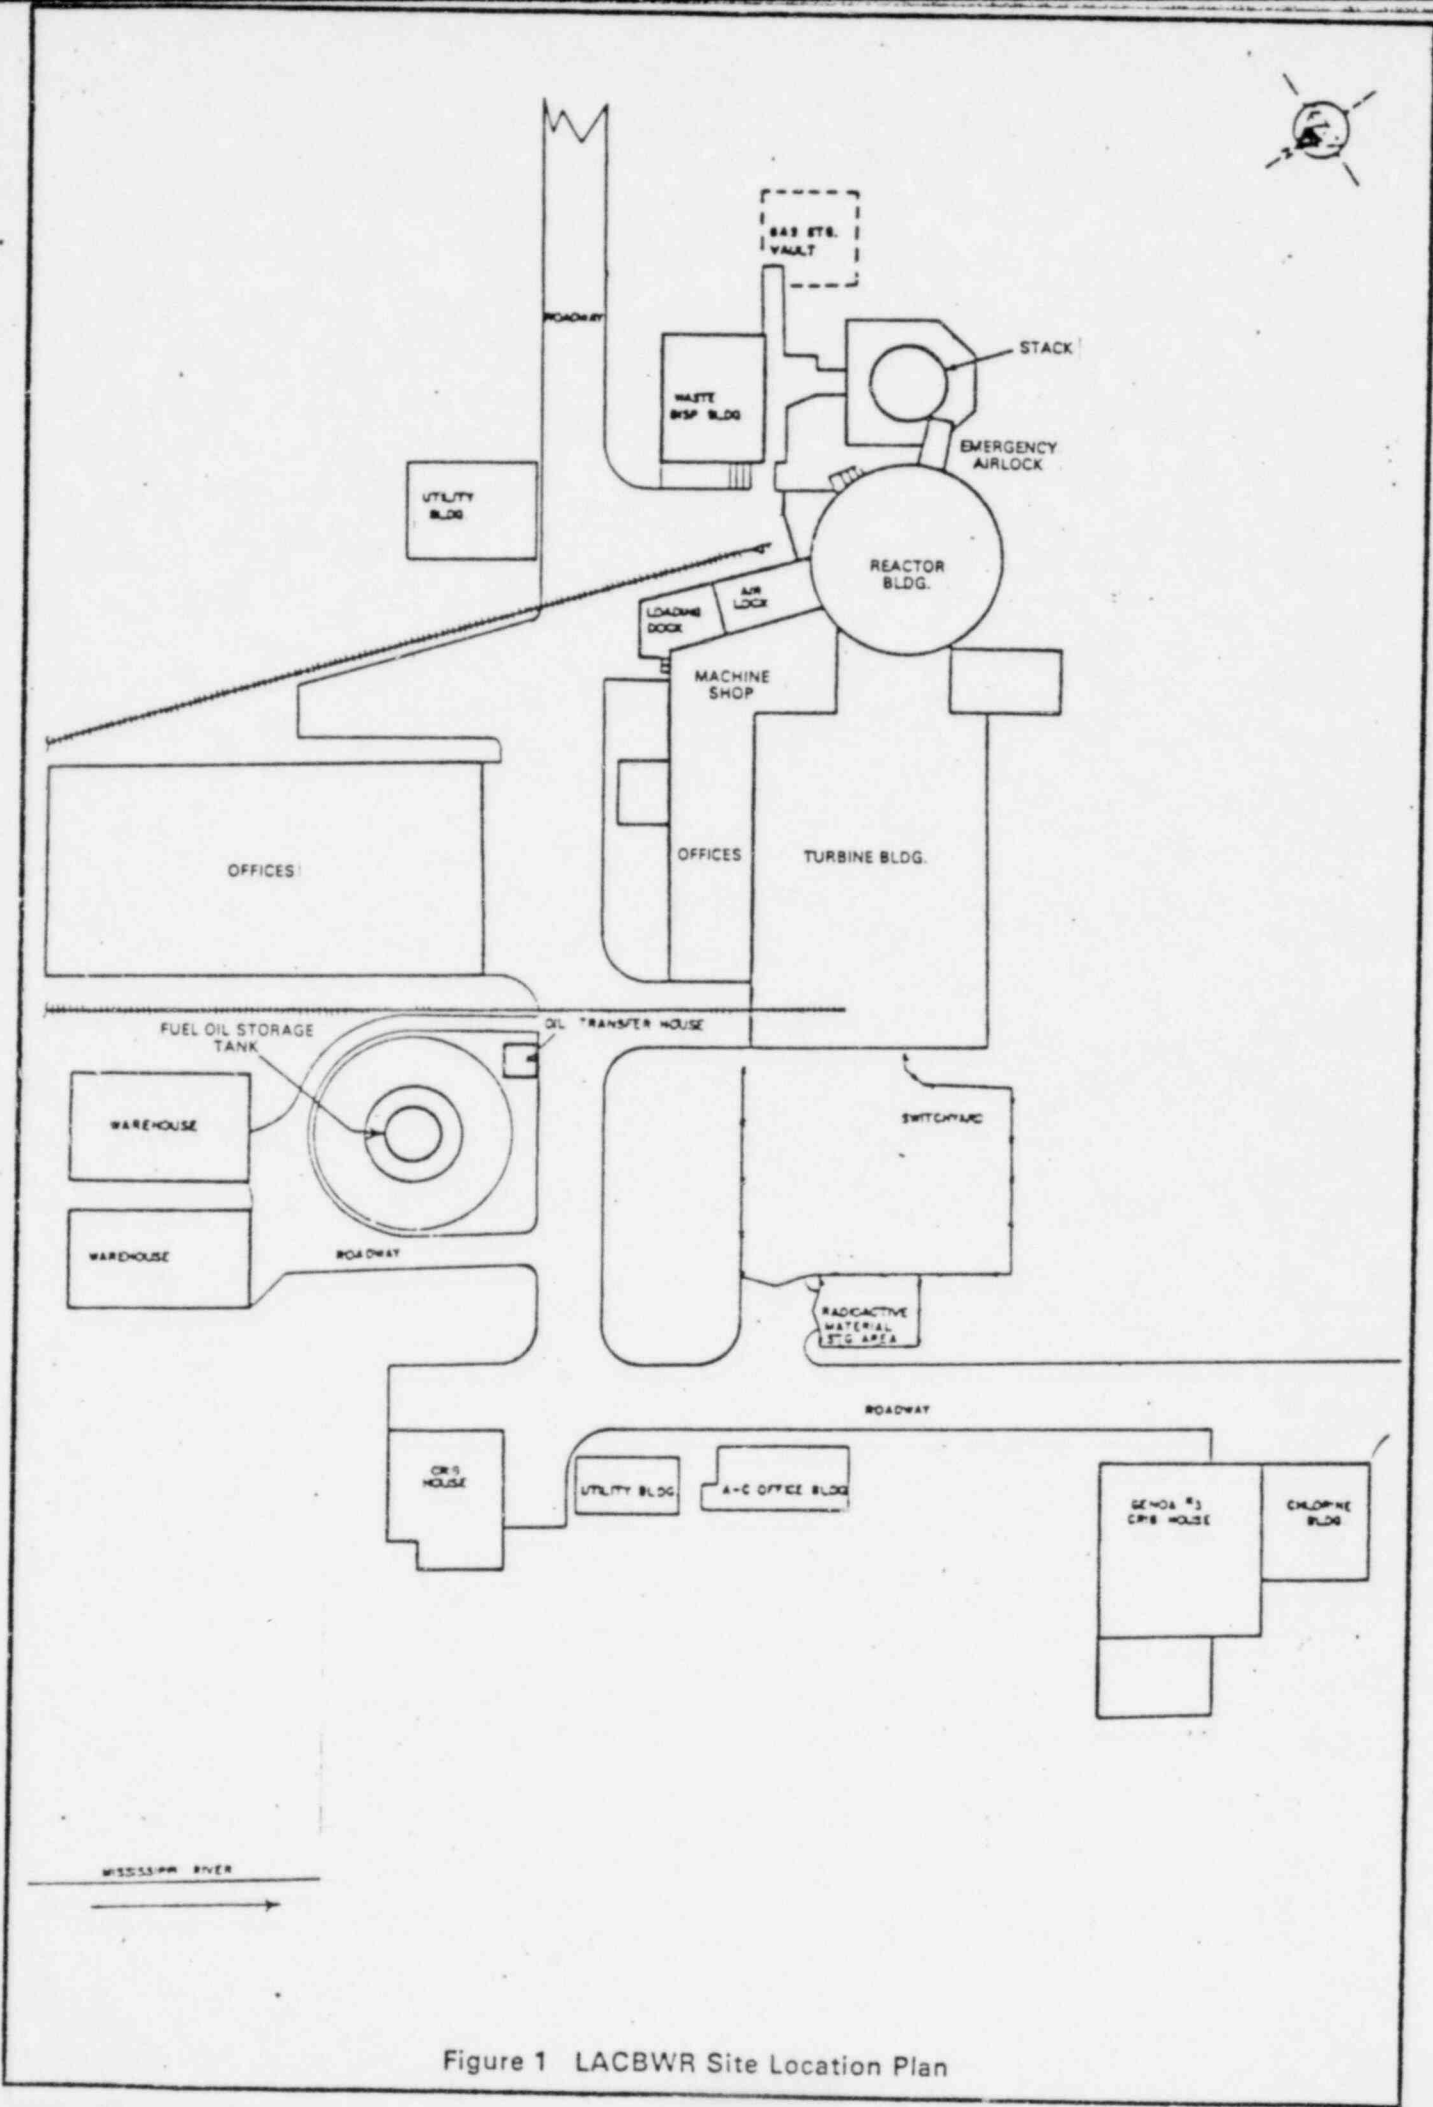 GAS STG.
VAULT
ROADWAY
STACK
WASTE
DISP BLDG
EMERGENCY
AIRLOCK
UTILITY
BLDG
REACTOR
BLDG.
AIR
LOCK
LOADING
DOCK
MACHINE
SHOP
OFFICES
OFFICES
TURBINE BLDG.
FUEL OIL STORAGE
TANK
OIL TRANSFER HOUSE
WAREHOUSE
SWITCHYARD
WAREHOUSE
ROADWAY
RADIOACTIVE
MATERIAL
STG AREA
ROADWAY
CRIB
HOUSE
UTILITY BLDG.
A-C OFFICE BLDG
GENOA #3
CRIB HOUSE
CHLORINE
BLDG
MISSISSIPPI RIVER
Figure 1 LACBWR Site Location Plan